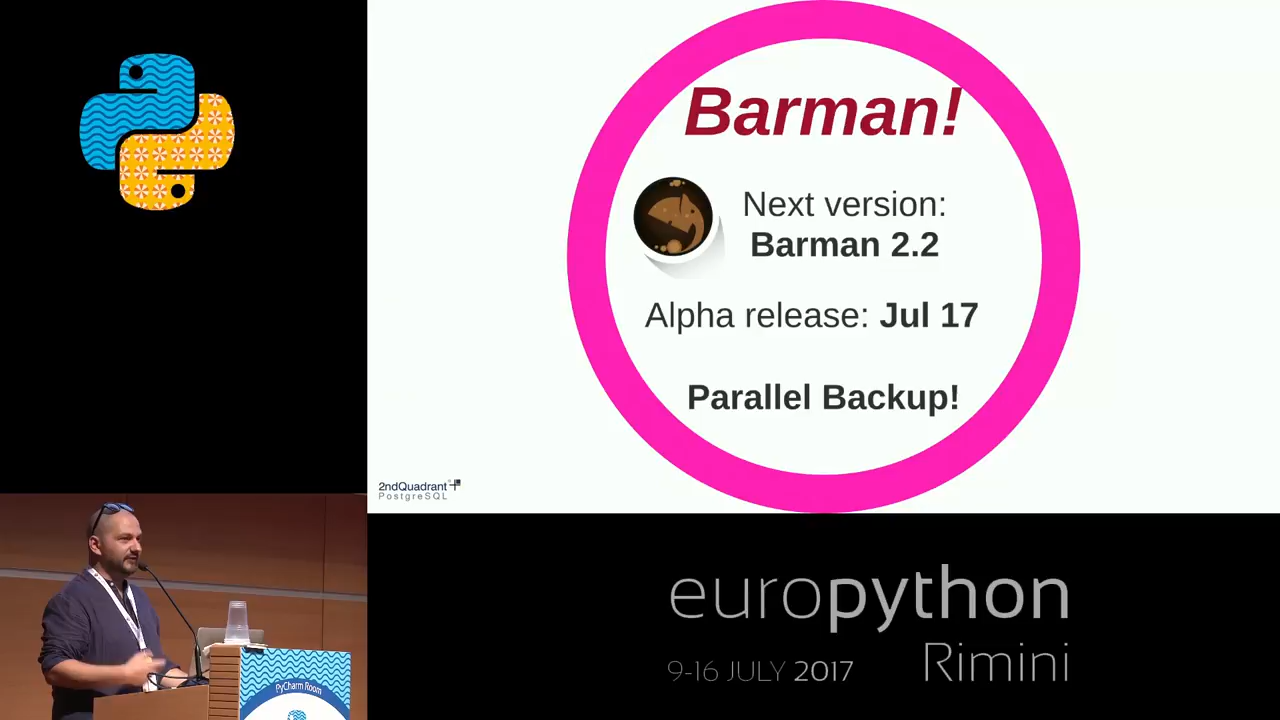 Barman!
Next version:
Barman 2.2
Alpha release: Jul 17
Parallel Backup!
2ndQuadrant
PostgreSQL
PyCharm Room
europython
Rimini
9-16 JULY 2017